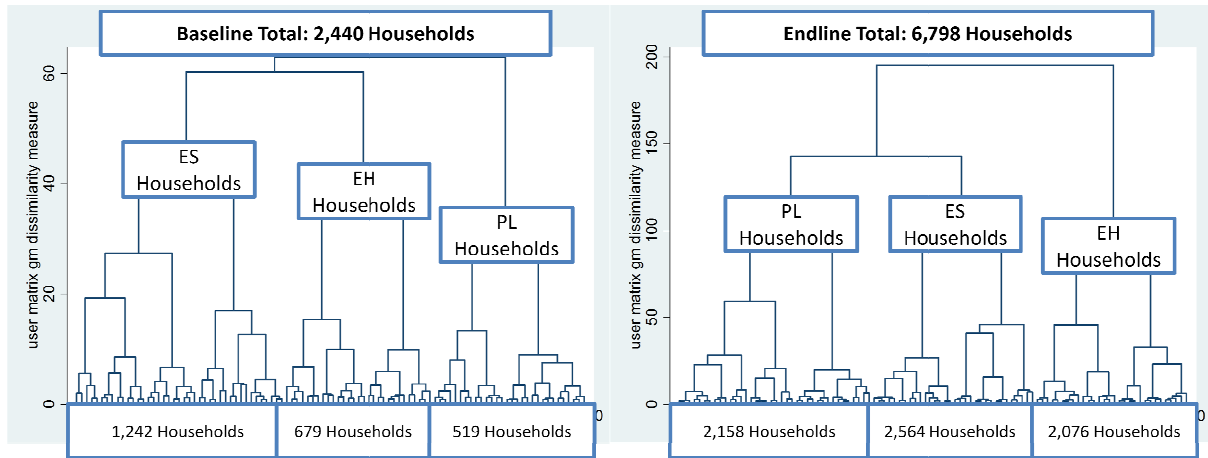 Baseline Total: 2,440 Households
user matrix gm dissimilarity measure
60
40
20
0
ES
Households
EH
Households
PL
Households
0
1,242 Households
679 Households
519 Households
Endline Total: 6,798 Households
user matrix gm dissimilarity measure
200
150
100
50
0
PL
Households
ES
Households
EH
Households
2,158 Households
2,564 Households
2,076 Households